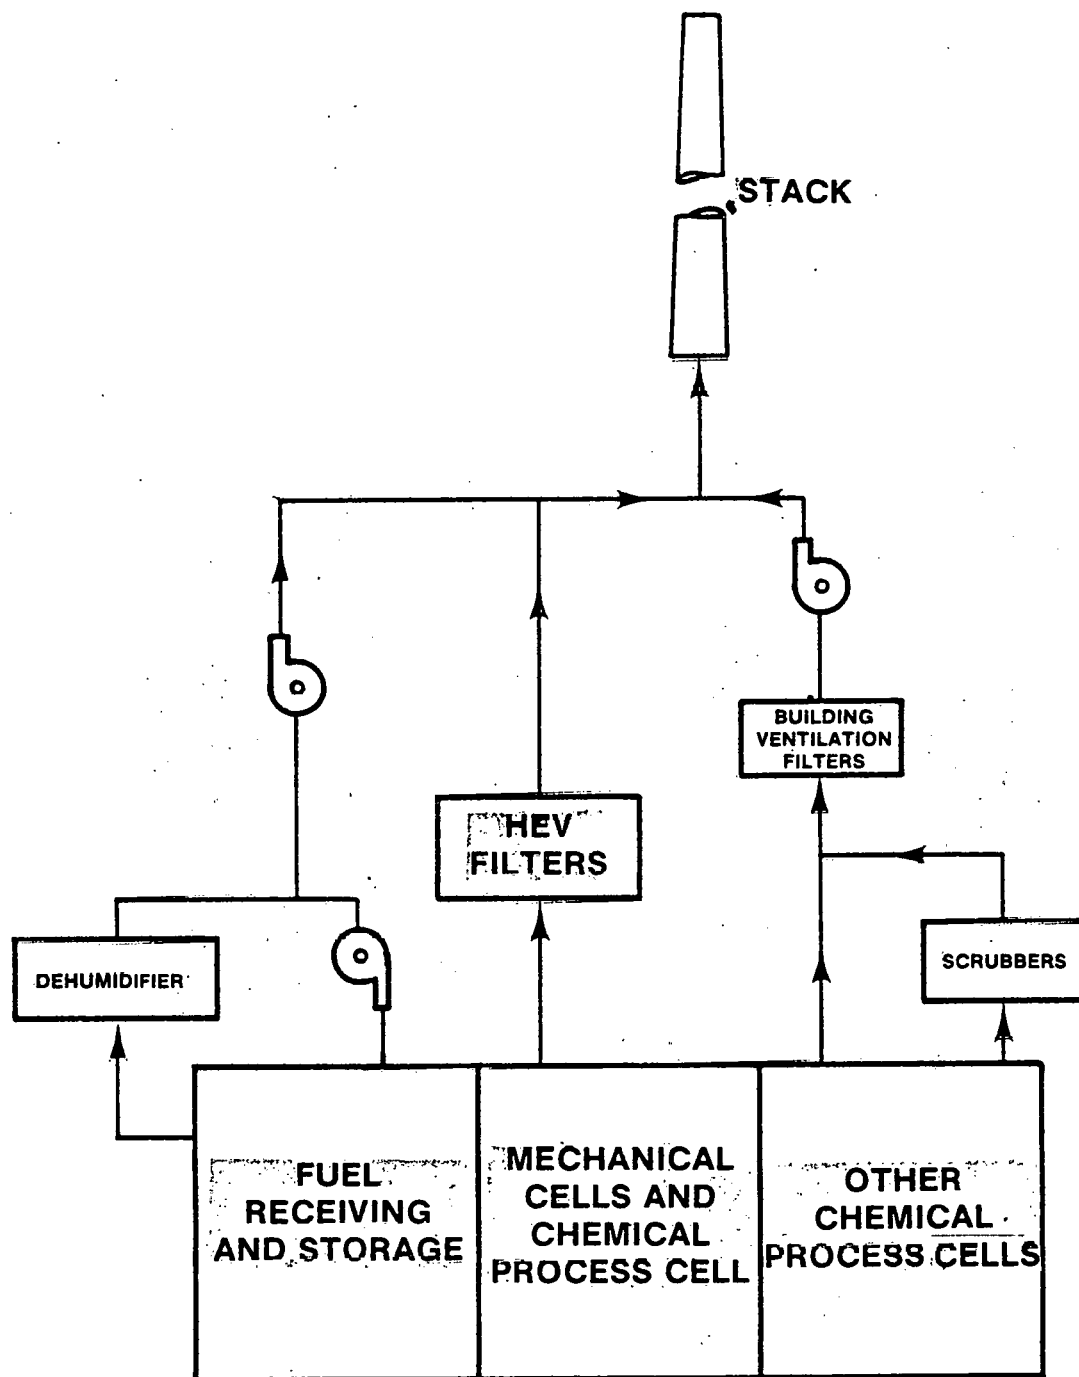 STACK
BUILDING
VENTILATION
FILTERS
HEV
FILTERS
DEHUMIDIFIER
SCRUBBERS
FUEL
RECEIVING
AND STORAGE
MECHANICAL
CELLS AND
CHEMICAL
PROCESS CELL
OTHER
CHEMICAL
PROCESS CELLS